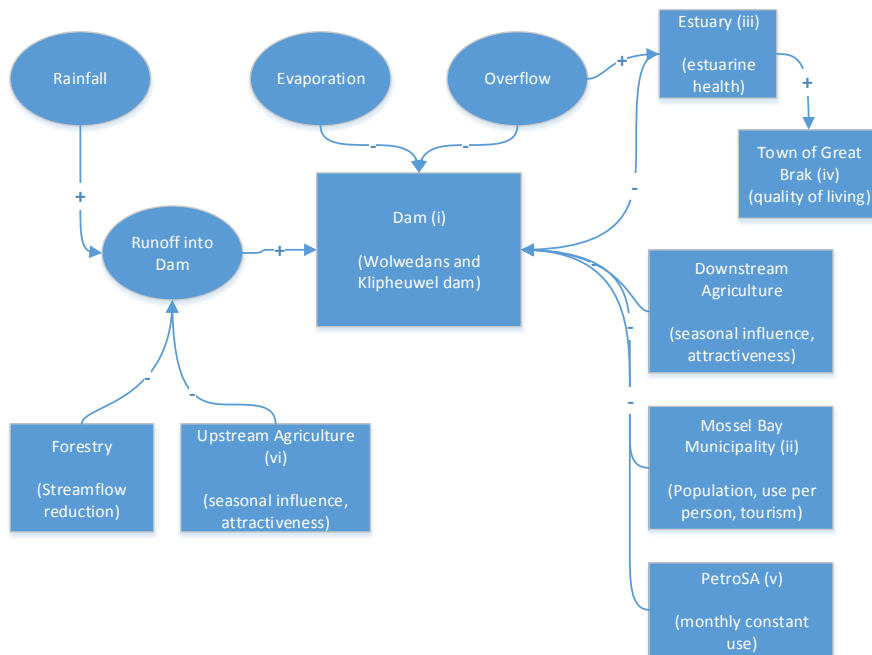 Rainfall
Evaporation
Overflow
Estuary (iii)
(estuarine
health)
+
+
Town of Great
Brak (iv)
(quality of living)
-
-
-
+
Runoff into
Dam
+
Dam (i)
(Wolwedans and
Klipheuwel dam)
Downstream
Agriculture
(seasonal influence,
attractiveness)
-
-
-
-
-
Forestry
(Streamflow
reduction)
Upstream Agriculture
(vi)
(seasonal influence,
attractiveness)
Mossel Bay
Municipality (ii)
(Population, use per
person, tourism)
PetroSA (v)
(monthly constant
use)